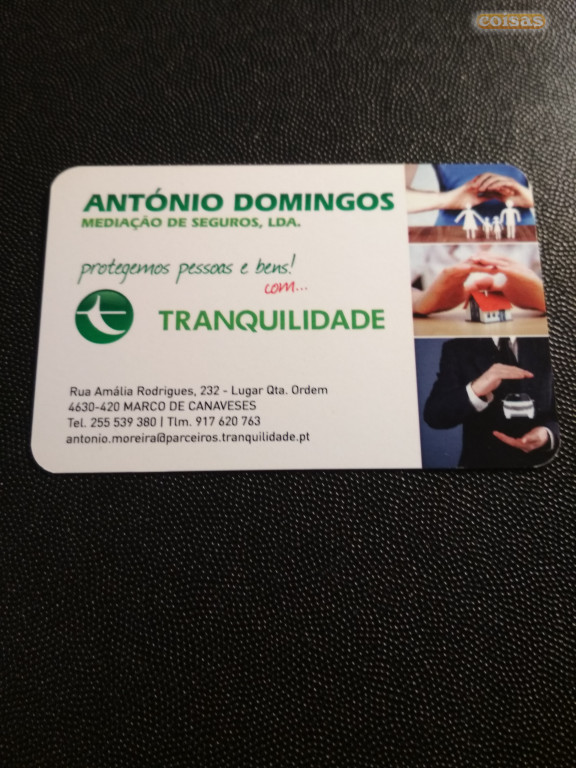 coisas
ANTÓNIO DOMINGOS
MEDIAÇÃO DE SEGUROS, LDA.
protegemos pessoas e bens!
com...
TRANQUILIDADE
Rua Amália Rodrigues, 232 - Lugar Qta. Ordem
4630-420 MARCO DE CANAVESES
Tel. 255 539 380 | Tlm. 917 620 763
antonio.moreira@parceiros.tranquilidade.pt